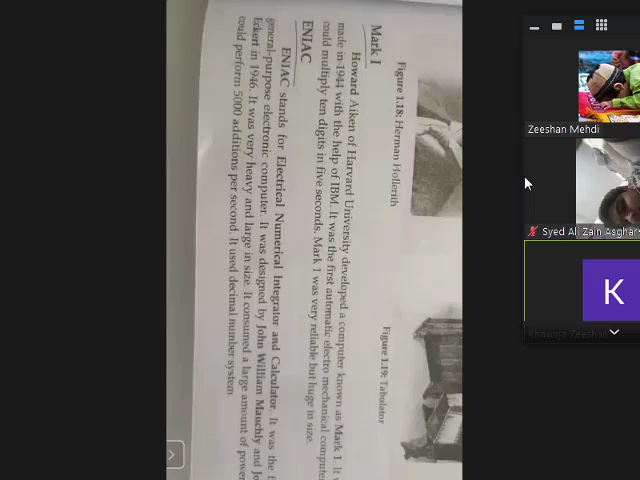 Figure 1.18: Herman Hollerith
Figure 1.19: Tabulator
Mark I
Howard Aiken of Harvard University developed a computer known as Mark 1. It
made in-1944 with the help of IBM. It was the first automatic electro mechanical compute
could multiply ten digits in five seconds. Mark 1 was very reliable but huge in size.
ENIAC
ENIAC stands for Electrical Numerical Integrator and Calculator. It was the f
general-purpose electronic computer. It was designed by John William Mauchly and J
Eckert in 1946. It was very heavy and large in size. It consumed a large amount of power
could perform 5000 additions per second. It used decimal number system.
Zeeshan Mehdi
Syed Ali Zain Asghar
K
Khawaja Zeeshan